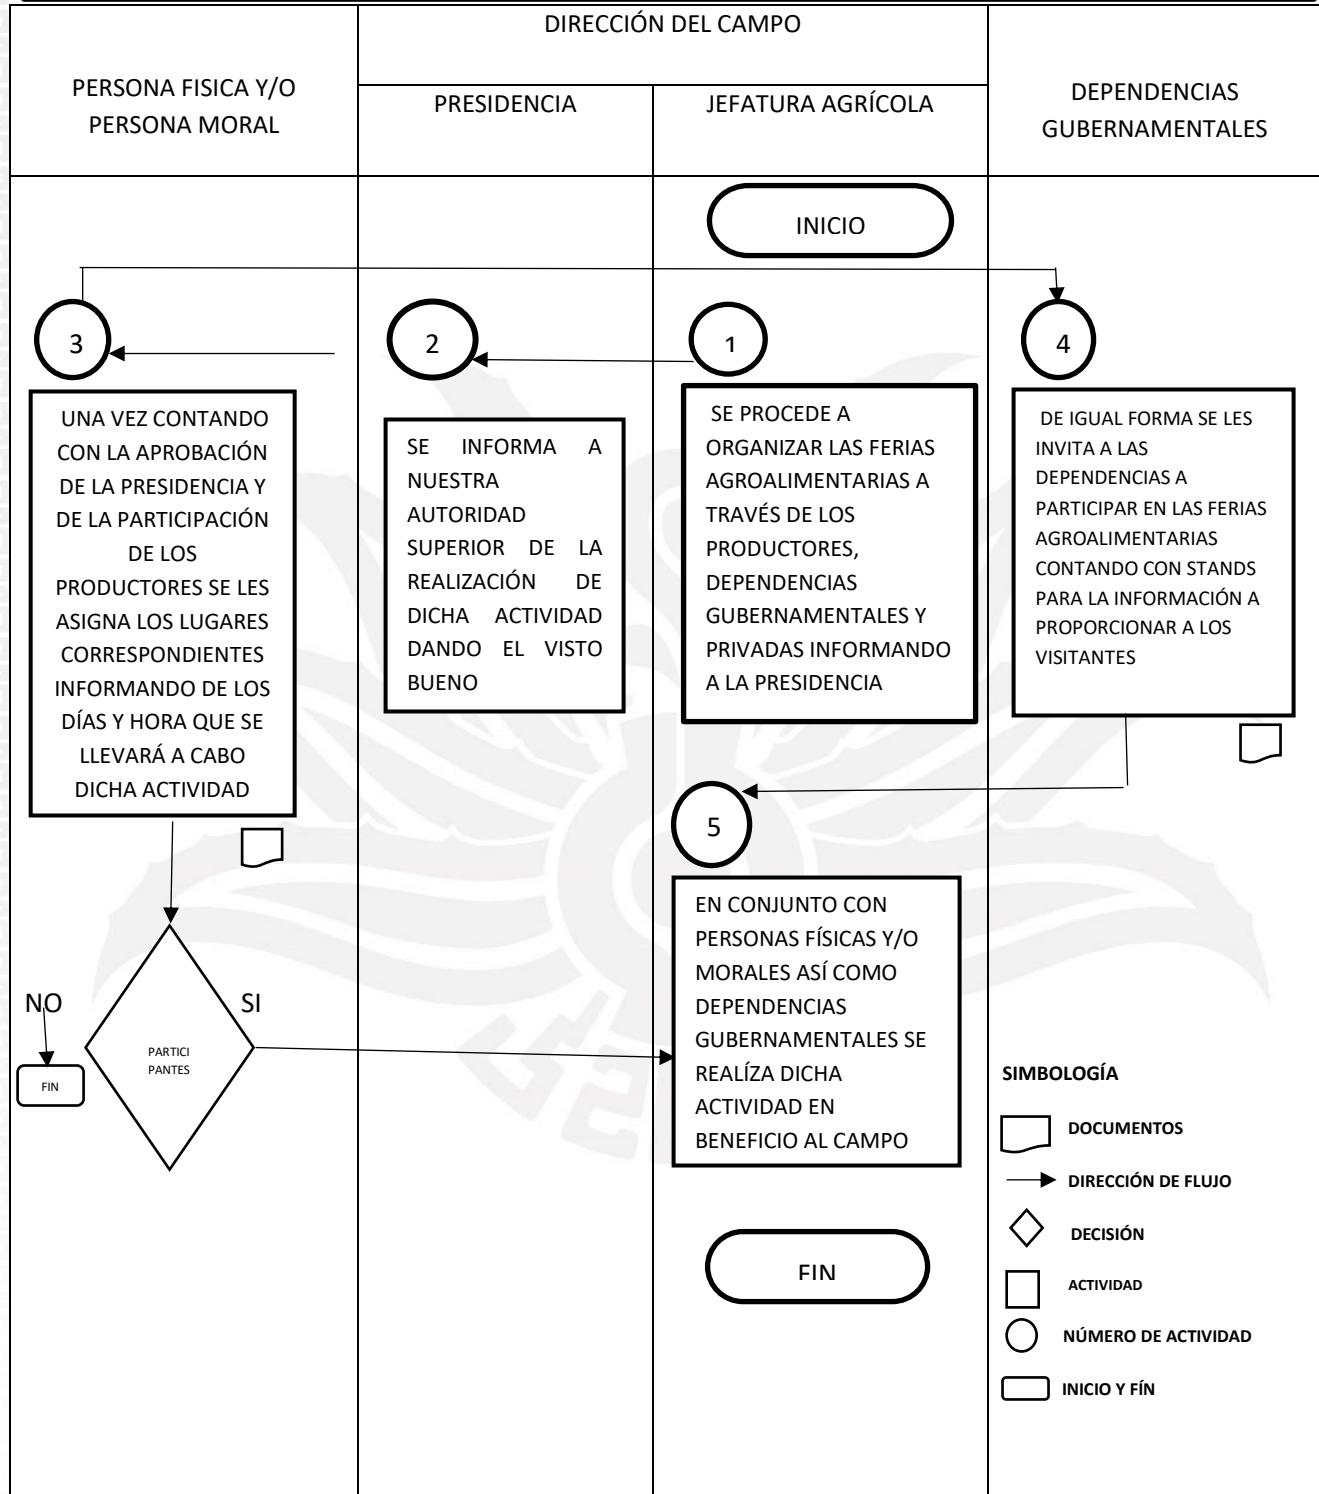 DIRECCIÓN DEL CAMPO
PERSONA FISICA Y/O
PERSONA MORAL
PRESIDENCIA
JEFATURA AGRÍCOLA
DEPENDENCIAS
GUBERNAMENTALES
INICIO
3
2
1
4
UNA VEZ CONTANDO
CON LA APROBACIÓN
DE LA PRESIDENCIA Y
DE LA PARTICIPACIÓN
DE LOS
PRODUCTORES SE LES
ASIGNA LOS LUGARES
CORRESPONDIENTES
INFORMANDO DE LOS
DÍAS Y HORA QUE SE
LLEVARÁ A CABO
DICHA ACTIVIDAD
SE INFORMA A
NUESTRA
AUTORIDAD
SUPERIOR DE LA
REALIZACIÓN DE
DICHA ACTIVIDAD
DANDO EL VISTO
BUENO
SE PROCEDE A
ORGANIZAR LAS FERIAS
AGROALIMENTARIAS A
TRAVÉS DE LOS
PRODUCTORES,
DEPENDENCIAS
GUBERNAMENTALES Y
PRIVADAS INFORMANDO
A LA PRESIDENCIA
DE IGUAL FORMA SE LES
INVITA A LAS
DEPENDENCIAS A
PARTICIPAR EN LAS FERIAS
AGROALIMENTARIAS
CONTANDO CON STANDS
PARA LA INFORMACIÓN A
PROPORCIONAR A LOS
VISITANTES
5
EN CONJUNTO CON
PERSONAS FÍSICAS Y/O
MORALES ASÍ COMO
DEPENDENCIAS
GUBERNAMENTALES SE
REALÍZA DICHA
ACTIVIDAD EN
BENEFICIO AL CAMPO
NO
SI
PARTICI
PANTES
FIN
FIN
SIMBOLOGÍA
DOCUMENTOS
DIRECCIÓN DE FLUJO
DECISIÓN
ACTIVIDAD
NÚMERO DE ACTIVIDAD
INICIO Y FÍN